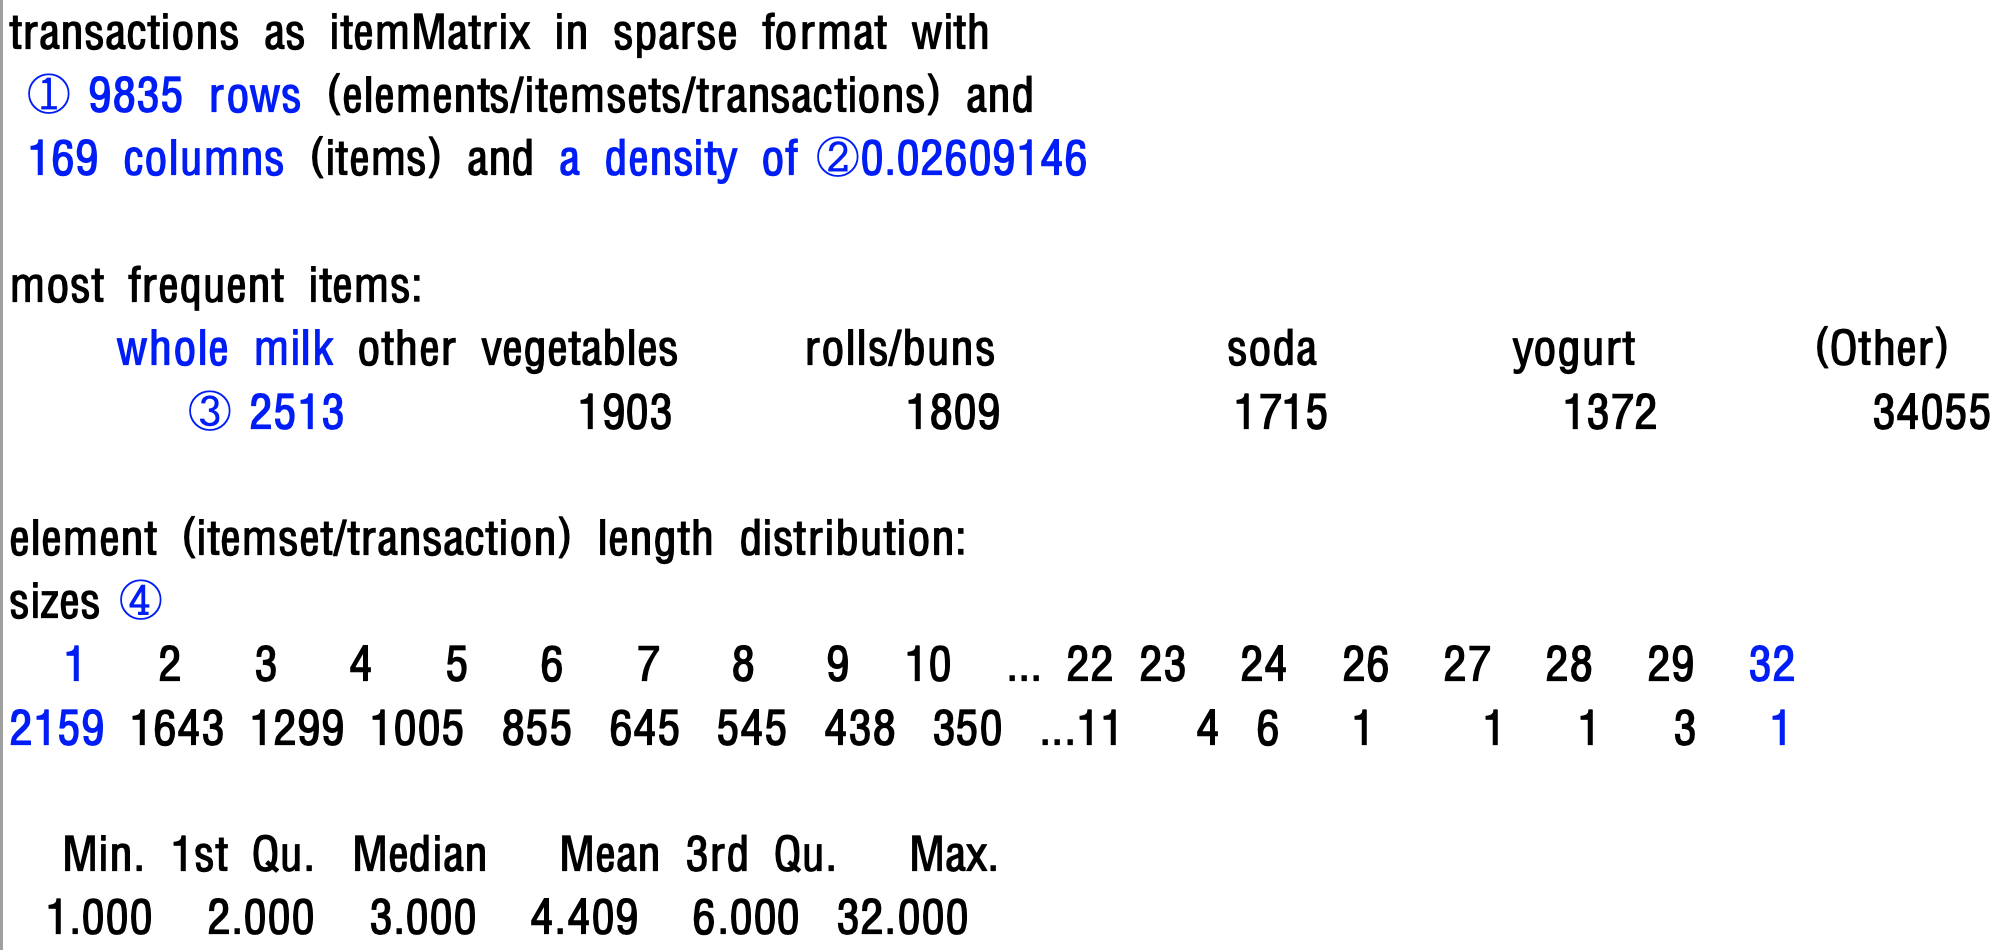 transactions as itemMatrix in sparse format with
① 9835 rows (elements/itemsets/transactions) and
169 columns (items) and a density of ②0.02609146
most frequent items:
whole milk other vegetables rolls/buns soda yogurt (Other)
③ 2513 1903 1809 1715 1372 34055
element (itemset/transaction) length distribution:
sizes ④
1 2 3 4 5 6 7 8 9 10 ... 22 23 24 26 27 28 29 32
2159 1643 1299 1005 855 645 545 438 350 ...11 4 6 1 1 1 3 1
Min. 1st Qu. Median Mean 3rd Qu. Max.
1.000 2.000 3.000 4.409 6.000 32.000